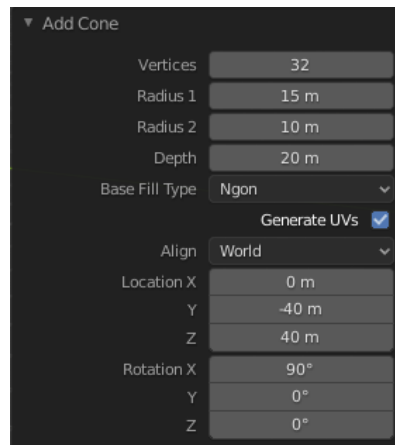 Add Cone
Vertices 32
Radius 1 15 m
Radius 2 10 m
Depth 20 m
Base Fill Type Ngon
Generate UVs
Align World
Location X 0 m
Y -40 m
Z 40 m
Rotation X 90°
Y 0°
Z 0°